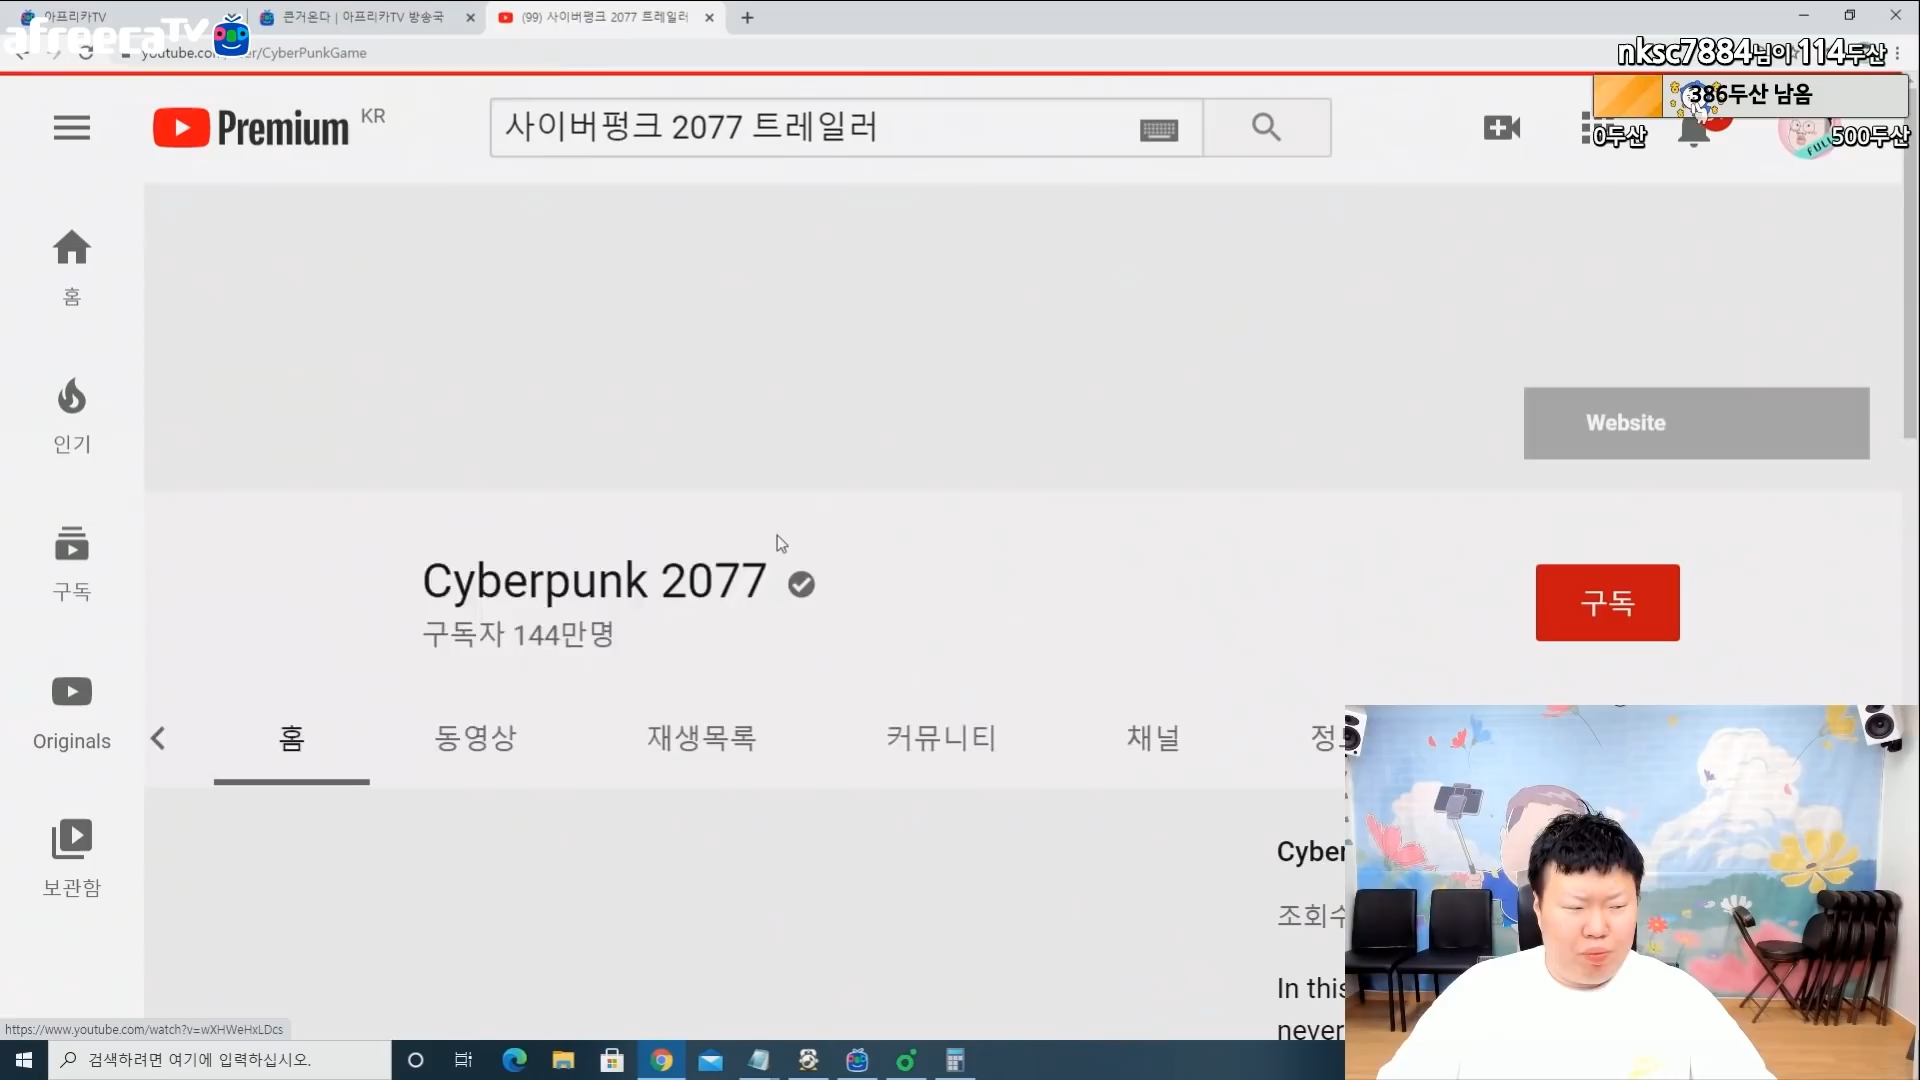 아프리카TV
콘거온다 | 아프리카TV 방송국
(99) 사이버펑크 2077 트레일러
afreecaTV
/CyberPunkGame
nksc7884님이 114두산
386두산 남음
0두산
500두산
Premium KR
사이버펑크 2077 트레일러
홈
인기
구독
Originals
보관함
Website
Cyberpunk 2077
구독자 144만명
구독
홈
동영상
재생목록
커뮤니티
채널
Cyber
조회수
In this
never
https://www.youtube.com/watch?v=wXHWeHxLDcs
검색하려면 여기에 입력하십시오.